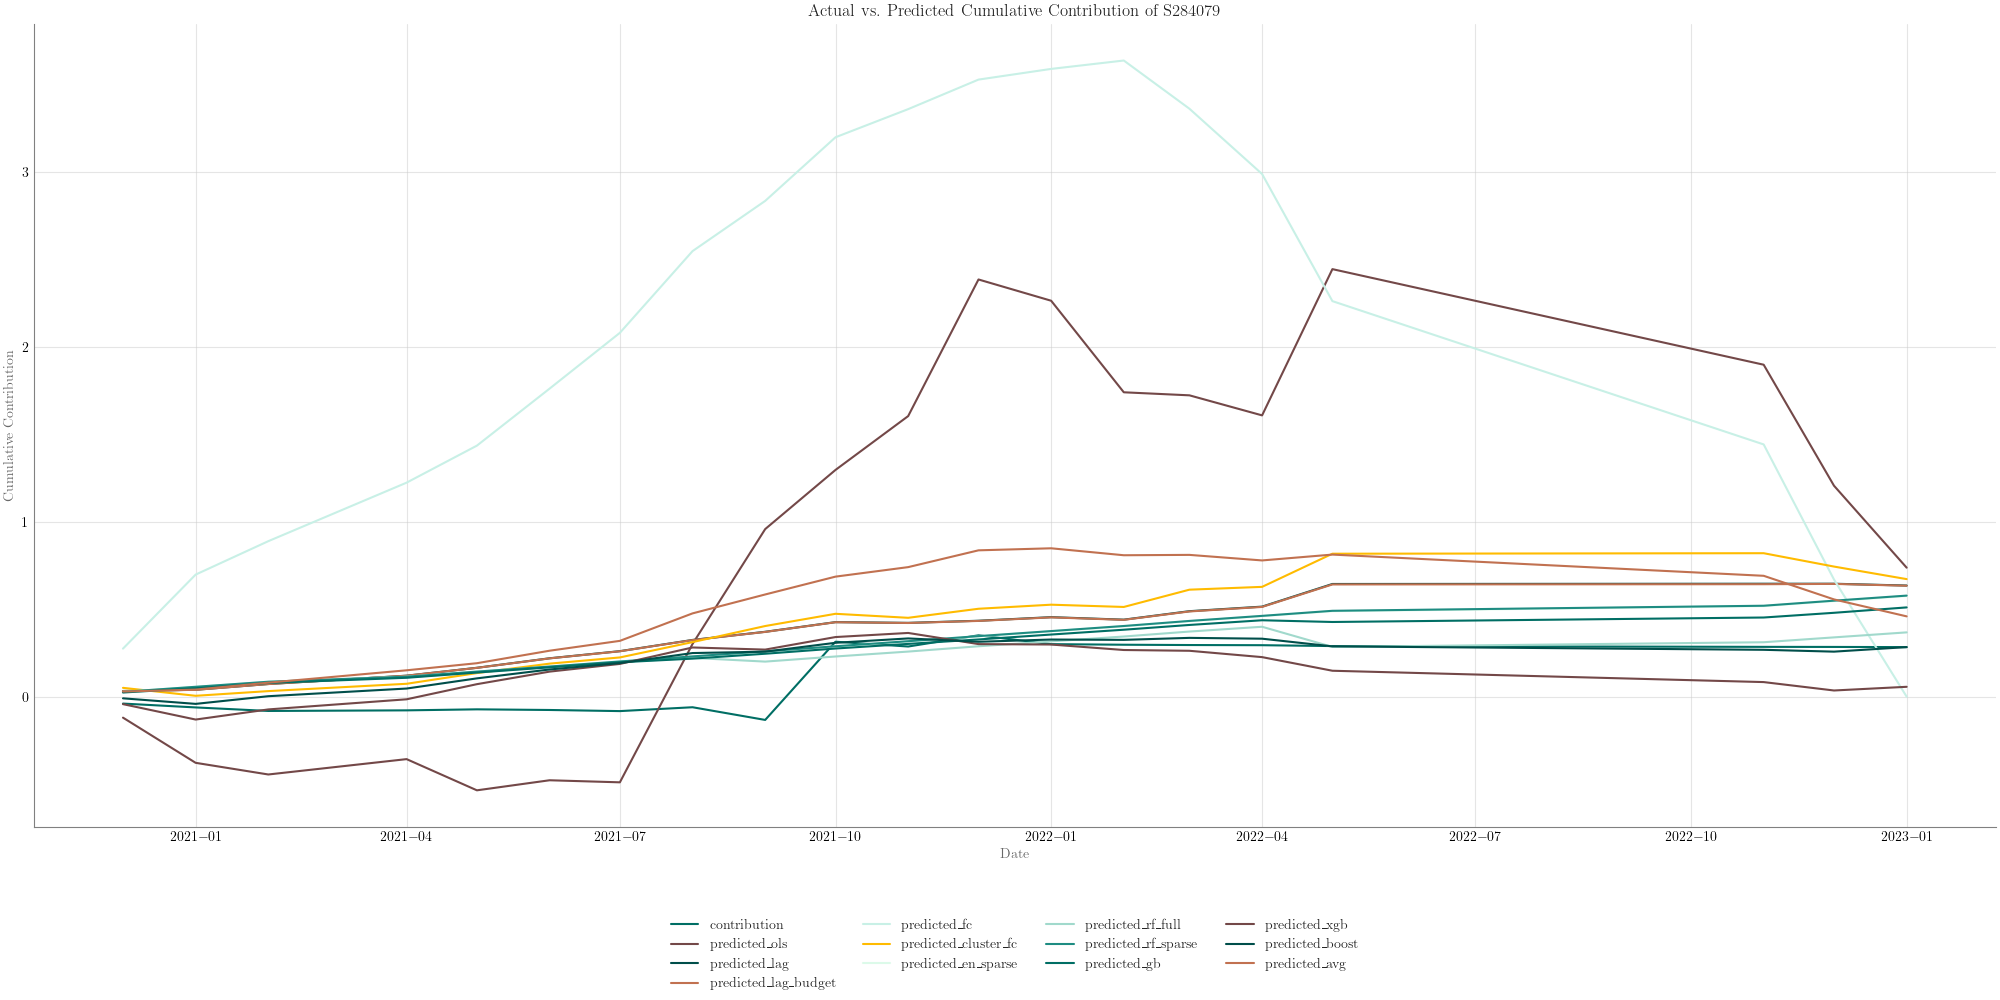 Actual vs. Predicted Cumulative Contribution of S284079
Cumulative Contribution
3
2
1
0
2021−01 2021−04 2021−07 2021−10 2022−01 2022−04 2022−07 2022−10 2023−01
Date
contribution predicted_fc predicted_rf_full predicted_xgb
predicted_ols predicted_cluster_fc predicted_rf_sparse predicted_boost
predicted_lag predicted_en_sparse predicted_gb predicted_avg
predicted_lag_budget